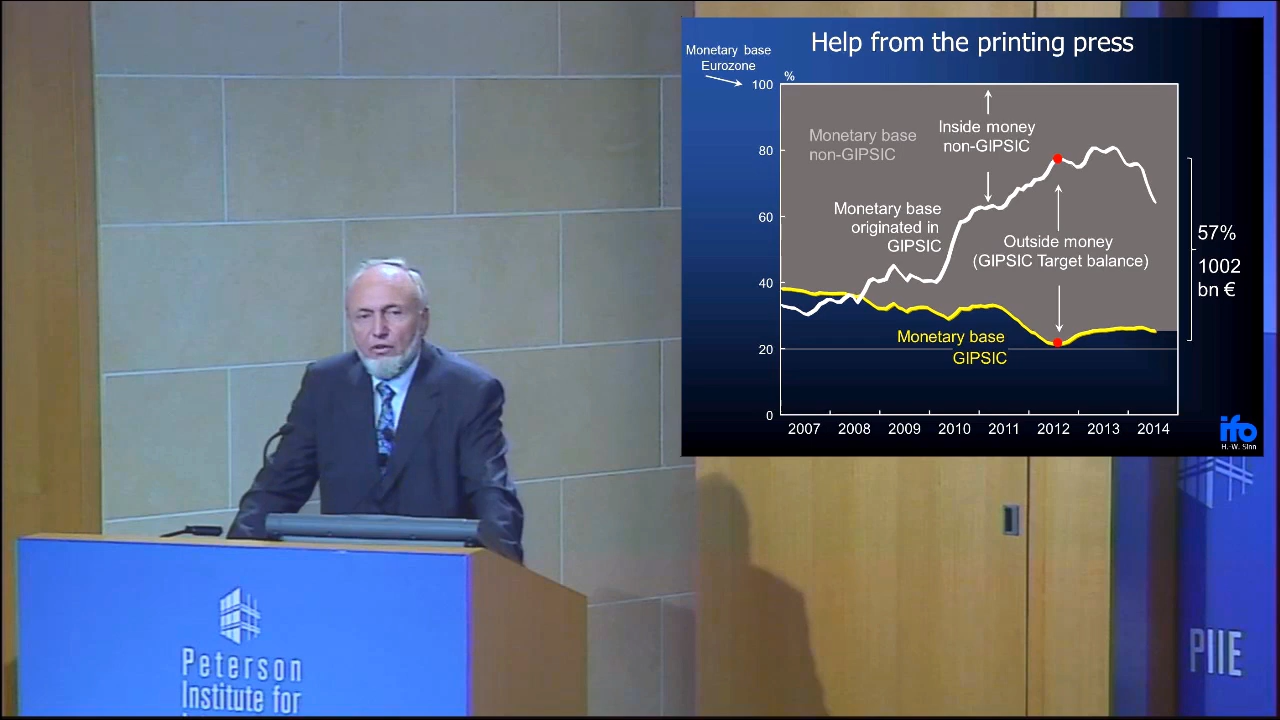 Help from the printing press
Monetary base
Eurozone
%
100
80
60
40
20
0
Monetary base
non-GIPSIC
Inside money
non-GIPSIC
Monetary base
originated in
GIPSIC
Outside money
(GIPSIC Target balance)
Monetary base
GIPSIC
57%
1002
bn €
2007 2008 2009 2010 2011 2012 2013 2014
ifo
H.-W. Sinn
Peterson
Institute for
PIIE